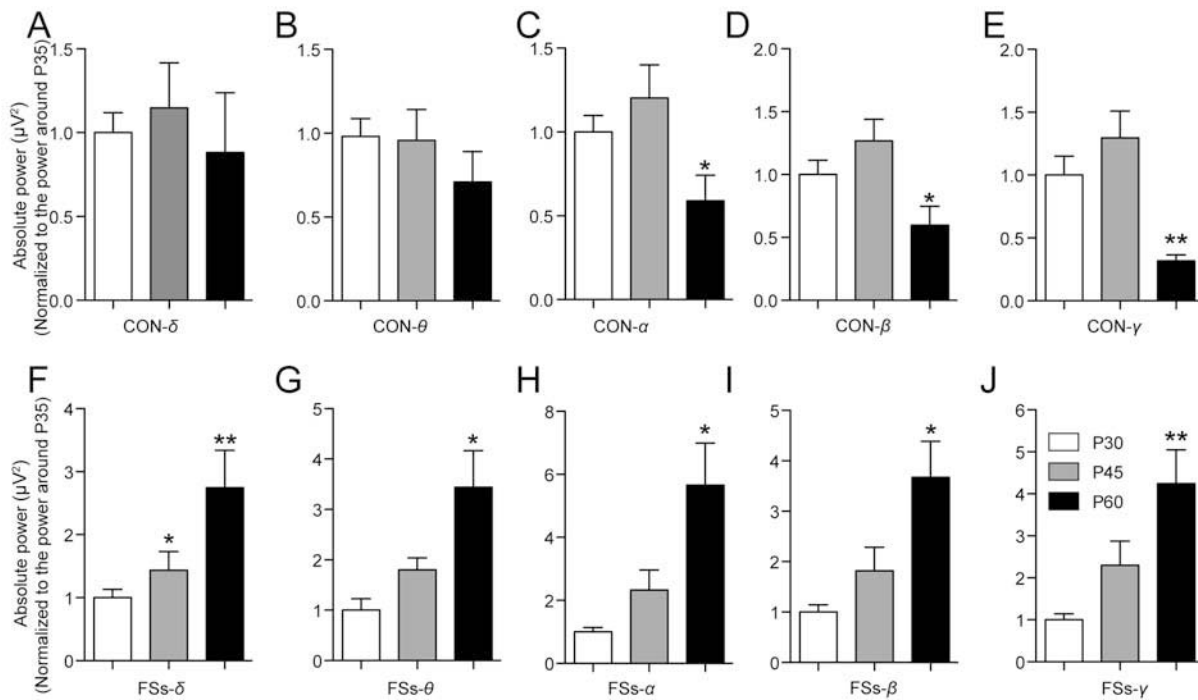 A
B
C
D
E
Absolute power (µV²)
(Normalized to the power around P35)
1.5
1.0
0.5
0.0
CON-δ
1.5
1.0
0.5
0.0
CON-θ
1.5
1.0
*
0.5
0.0
CON-α
2.0
1.5
1.0
*
0.5
0.0
CON-β
2.0
1.5
1.0
**
0.5
0.0
CON-γ
F
G
H
I
J
Absolute power (µV²)
(Normalized to the power around P35)
4
**
3
2
*
1
0
FSs-δ
5
*
4
3
2
1
0
FSs-θ
8
*
6
4
2
0
FSs-α
5
*
4
3
2
1
0
FSs-β
6
**
5
4
3
2
1
0
P30
P45
P60
FSs-γ